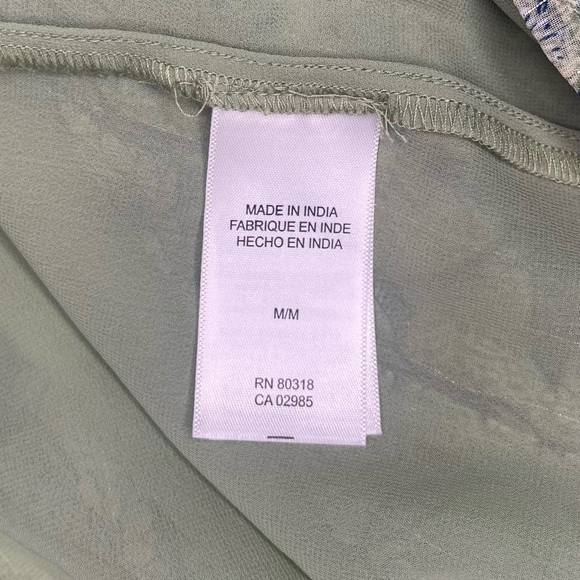 MADE IN INDIA
FABRIQUE EN INDE
HECHO EN INDIA
M/M
RN 80318
CA 02985